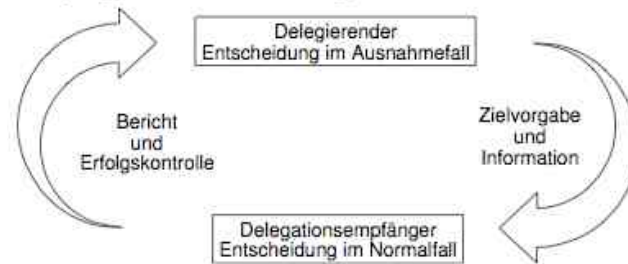 Delegierender
Entscheidung im Ausnahmefall
Bericht
und
Erfolgskontrolle
Zielvorgabe
und
Information
Delegationsempfänger
Entscheidung im Normalfall